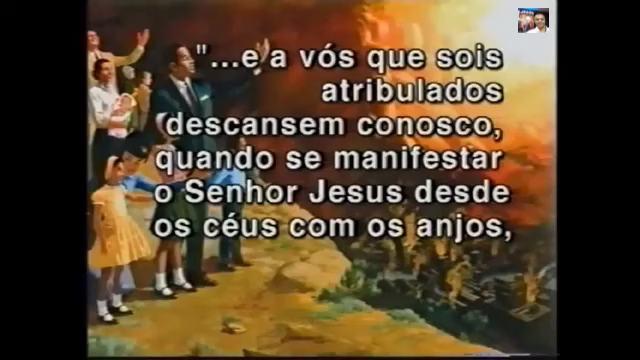 "...e a vós que sois
atribulados
descansem conosco,
quando se manifestar
o Senhor Jesus desde
os céus com os anjos,